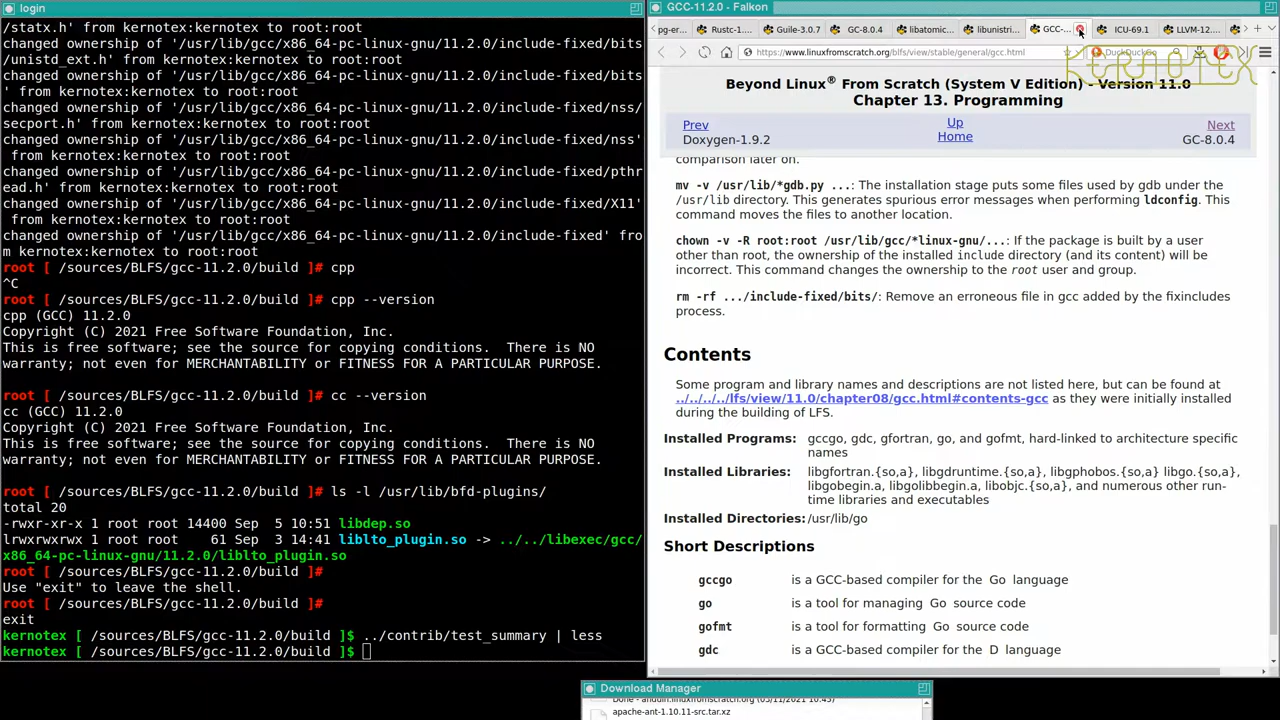 login
/statx.h' from kernotex:kernotex to root:root
changed ownership of '/usr/lib/gcc/x86_64-pc-linux-gnu/11.2.0/include-fixed/bits
/unistd_ext.h' from kernotex:kernotex to root:root
changed ownership of '/usr/lib/gcc/x86_64-pc-linux-gnu/11.2.0/include-fixed/bits
' from kernotex:kernotex to root:root
changed ownership of '/usr/lib/gcc/x86_64-pc-linux-gnu/11.2.0/include-fixed/nss/
secport.h' from kernotex:kernotex to root:root
changed ownership of '/usr/lib/gcc/x86_64-pc-linux-gnu/11.2.0/include-fixed/nss'
 from kernotex:kernotex to root:root
changed ownership of '/usr/lib/gcc/x86_64-pc-linux-gnu/11.2.0/include-fixed/pthr
ead.h' from kernotex:kernotex to root:root
changed ownership of '/usr/lib/gcc/x86_64-pc-linux-gnu/11.2.0/include-fixed/X11'
 from kernotex:kernotex to root:root
changed ownership of '/usr/lib/gcc/x86_64-pc-linux-gnu/11.2.0/include-fixed' fro
m kernotex:kernotex to root:root
root [ /sources/BLFS/gcc-11.2.0/build ]# cpp
^C
root [ /sources/BLFS/gcc-11.2.0/build ]# cpp --version
cpp (GCC) 11.2.0
Copyright (C) 2021 Free Software Foundation, Inc.
This is free software; see the source for copying conditions.  There is NO
warranty; not even for MERCHANTABILITY or FITNESS FOR A PARTICULAR PURPOSE.
root [ /sources/BLFS/gcc-11.2.0/build ]# cc --version
cc (GCC) 11.2.0
Copyright (C) 2021 Free Software Foundation, Inc.
This is free software; see the source for copying conditions.  There is NO
warranty; not even for MERCHANTABILITY or FITNESS FOR A PARTICULAR PURPOSE.
root [ /sources/BLFS/gcc-11.2.0/build ]# ls -l /usr/lib/bfd-plugins/
total 20
-rwxr-xr-x 1 root root 14400 Sep  5 10:51 libdep.so
lrwxrwxrwx 1 root root    61 Sep  3 14:41 liblto_plugin.so -> ../../libexec/gcc/
x86_64-pc-linux-gnu/11.2.0/liblto_plugin.so
root [ /sources/BLFS/gcc-11.2.0/build ]#
Use "exit" to leave the shell.
root [ /sources/BLFS/gcc-11.2.0/build ]#
exit
kernotex [ /sources/BLFS/gcc-11.2.0/build ]$ ../contrib/test_summary | less
kernotex [ /sources/BLFS/gcc-11.2.0/build ]$
GCC-11.2.0 - Falkon
pg-er... Rust-1.... Guile-3.0.7 GC-8.0.4 libatomic... libunistri... GCC-... ICU-69.1 LLVM-12....
https://www.linuxfromscratch.org/blfs/view/stable/general/gcc.html DuckDuckGo
KERNOTEX
Beyond Linux® From Scratch (System V Edition) - Version 11.0
Chapter 13. Programming
Prev Up Next
Doxygen-1.9.2 Home GC-8.0.4
comparison later on.
mv -v /usr/lib/*gdb.py ...: The installation stage puts some files used by gdb under the
/usr/lib directory. This generates spurious error messages when performing ldconfig. This
command moves the files to another location.
chown -v -R root:root /usr/lib/gcc/*linux-gnu/...: If the package is built by a user
other than root, the ownership of the installed include directory (and its content) will be
incorrect. This command changes the ownership to the root user and group.
rm -rf .../include-fixed/bits/: Remove an erroneous file in gcc added by the fixincludes
process.
Contents
Some program and library names and descriptions are not listed here, but can be found at
../../../../lfs/view/11.0/chapter08/gcc.html#contents-gcc as they were initially installed
during the building of LFS.
Installed Programs: gccgo, gdc, gfortran, go, and gofmt, hard-linked to architecture specific
names
Installed Libraries: libgfortran.{so,a}, libgdruntime.{so,a}, libgphobos.{so,a} libgo.{so,a},
libgobegin.a, libgolibbegin.a, libobjc.{so,a}, and numerous other run-
time libraries and executables
Installed Directories: /usr/lib/go
Short Descriptions
gccgo is a GCC-based compiler for the Go language
go is a tool for managing Go source code
gofmt is a tool for formatting Go source code
gdc is a GCC-based compiler for the D language
Download Manager
apache-ant-1.10.11-src.tar.xz